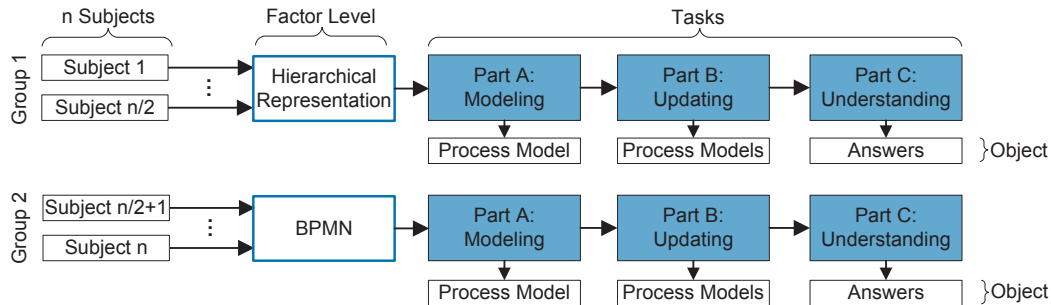 n Subjects
Factor Level
Tasks
Group 1
Subject 1
Subject n/2
⋮
Hierarchical
Representation
Part A:
Modeling
Part B:
Updating
Part C:
Understanding
Process Model
Process Models
Answers
Object
Group 2
Subject n/2+1
Subject n
⋮
BPMN
Part A:
Modeling
Part B:
Updating
Part C:
Understanding
Process Model
Process Models
Answers
Object